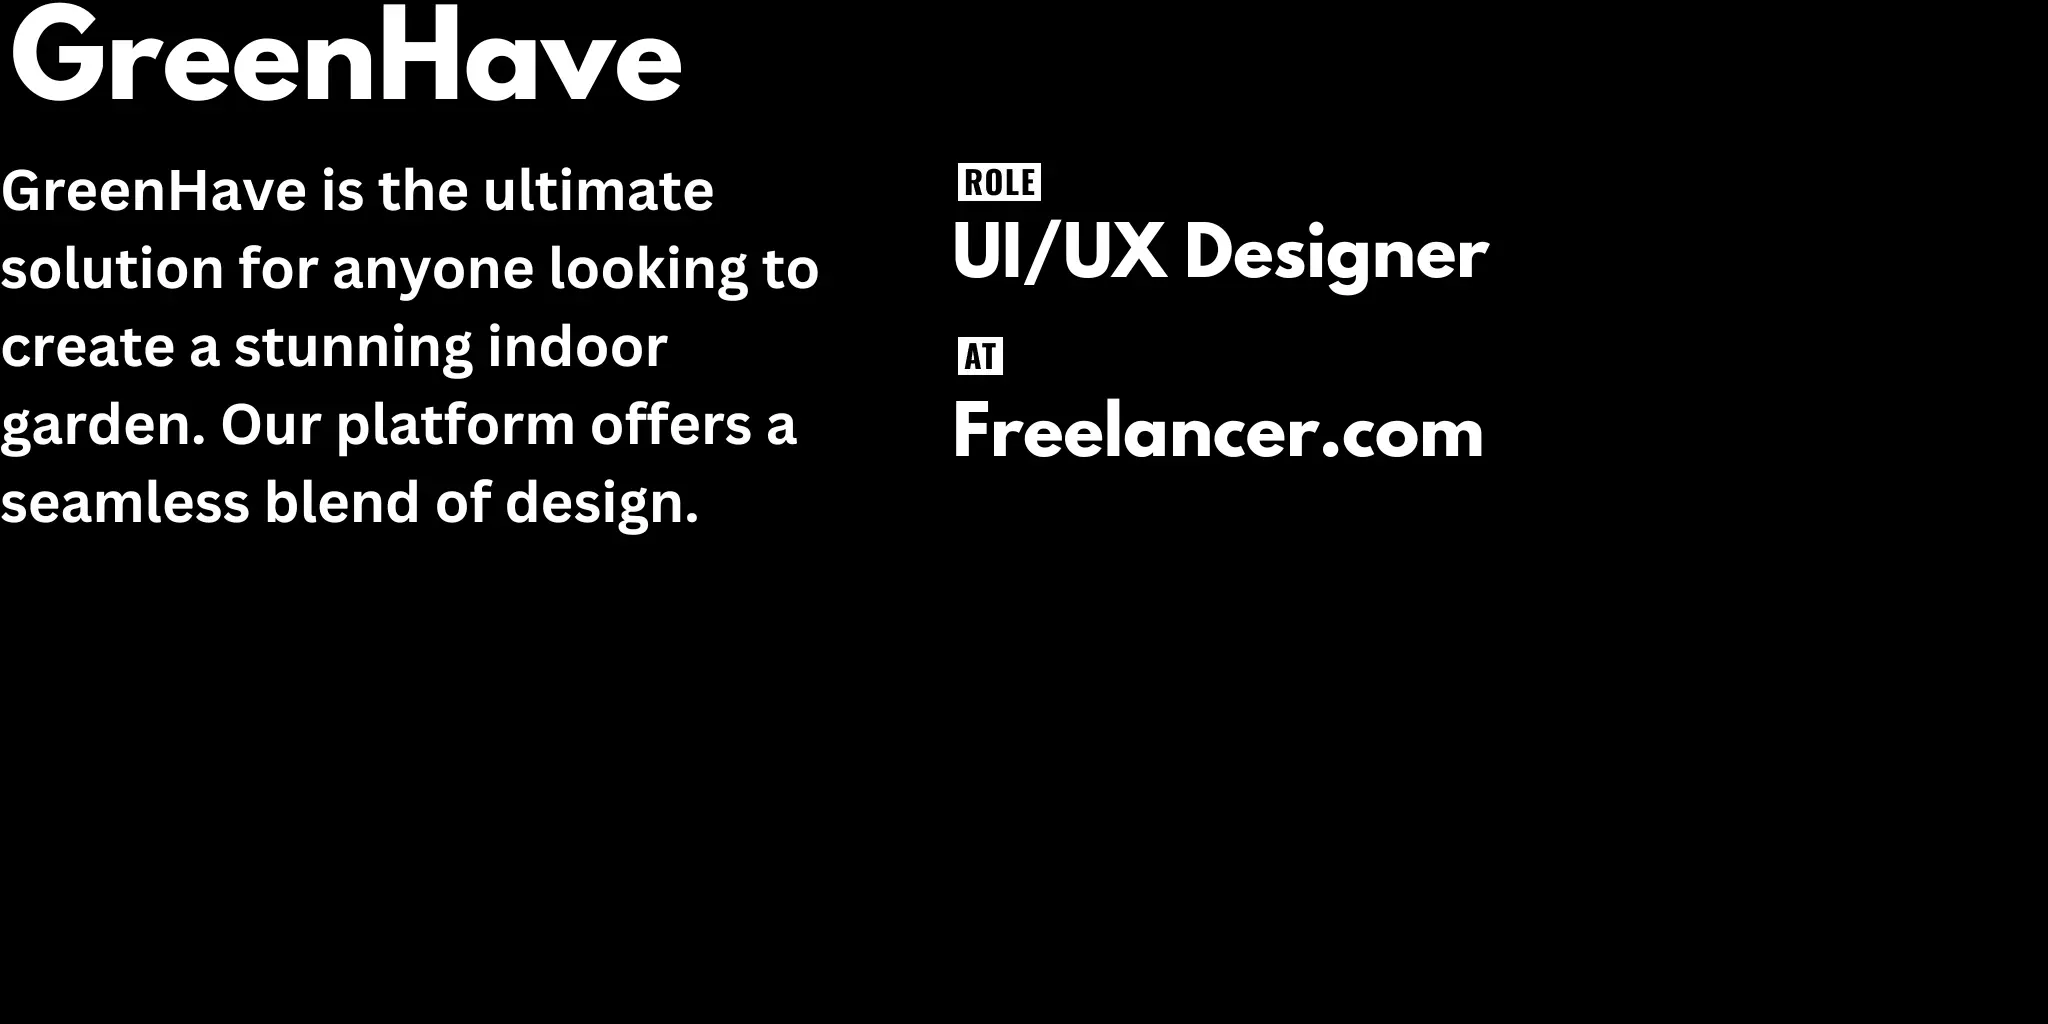 GreenHave
GreenHave is the ultimate
solution for anyone looking to
create a stunning indoor
garden. Our platform offers a
seamless blend of design.
ROLE
UI/UX Designer
AT
Freelancer.com